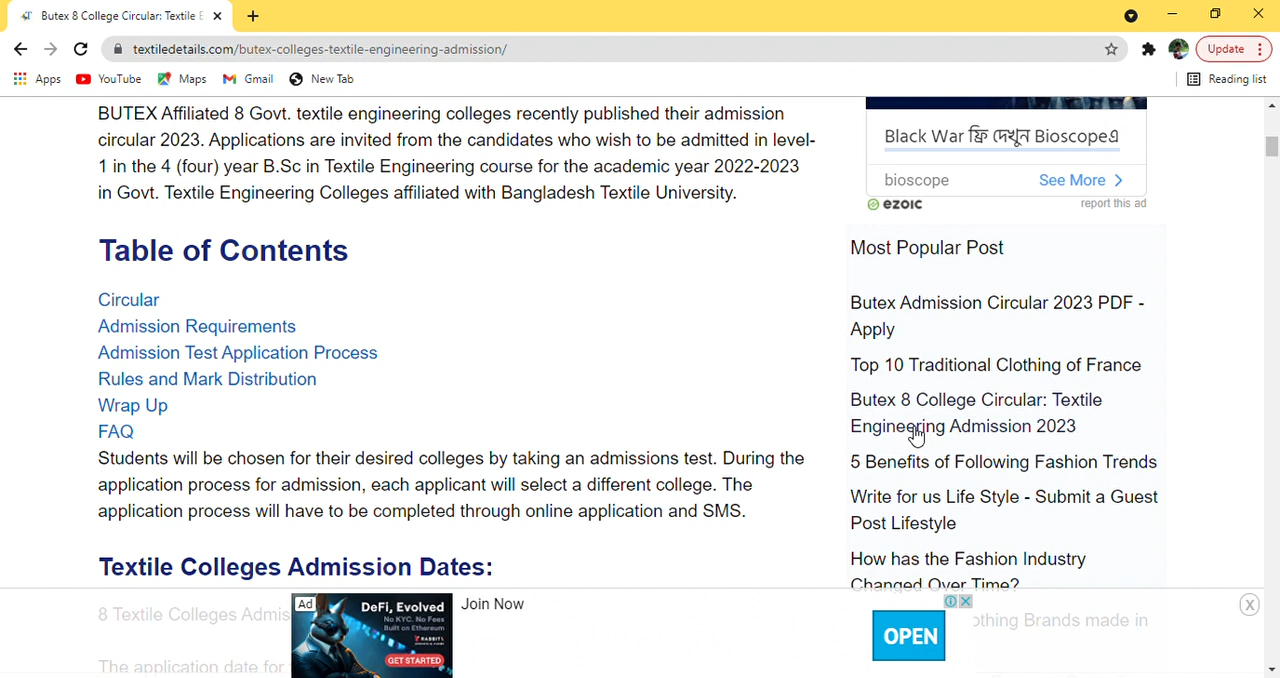 Butex 8 College Circular: Textile E
textiledetails.com/butex-colleges-textile-engineering-admission/
Update
Apps
YouTube
Maps
Gmail
New Tab
Reading list
BUTEX Affiliated 8 Govt. textile engineering colleges recently published their admission
circular 2023. Applications are invited from the candidates who wish to be admitted in level-
1 in the 4 (four) year B.Sc in Textile Engineering course for the academic year 2022-2023
in Govt. Textile Engineering Colleges affiliated with Bangladesh Textile University.
Table of Contents
Circular
Admission Requirements
Admission Test Application Process
Rules and Mark Distribution
Wrap Up
FAQ
Students will be chosen for their desired colleges by taking an admissions test. During the
application process for admission, each applicant will select a different college. The
application process will have to be completed through online application and SMS.
Textile Colleges Admission Dates:
8 Textile Colleges Admis
The application date for
Black War ফ্রি দেখুন Bioscopeএ
bioscope
See More
ezoic
report this ad
Most Popular Post
Butex Admission Circular 2023 PDF -
Apply
Top 10 Traditional Clothing of France
Butex 8 College Circular: Textile
Engineering Admission 2023
5 Benefits of Following Fashion Trends
Write for us Life Style - Submit a Guest
Post Lifestyle
How has the Fashion Industry
Changed Over Time?
othing Brands made in
Ad
DeFi, Evolved
No KYC. No Fees
Built on Ethereum
RABBIT
GET STARTED
Join Now
OPEN